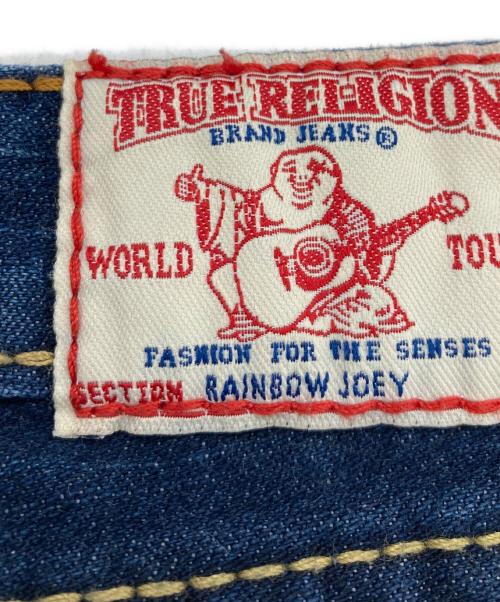 TRUE RELIGION
BRAND JEANS®
WORLD TOU
FASHION FOR THE SENSES
SECTION RAINBOW JOEY